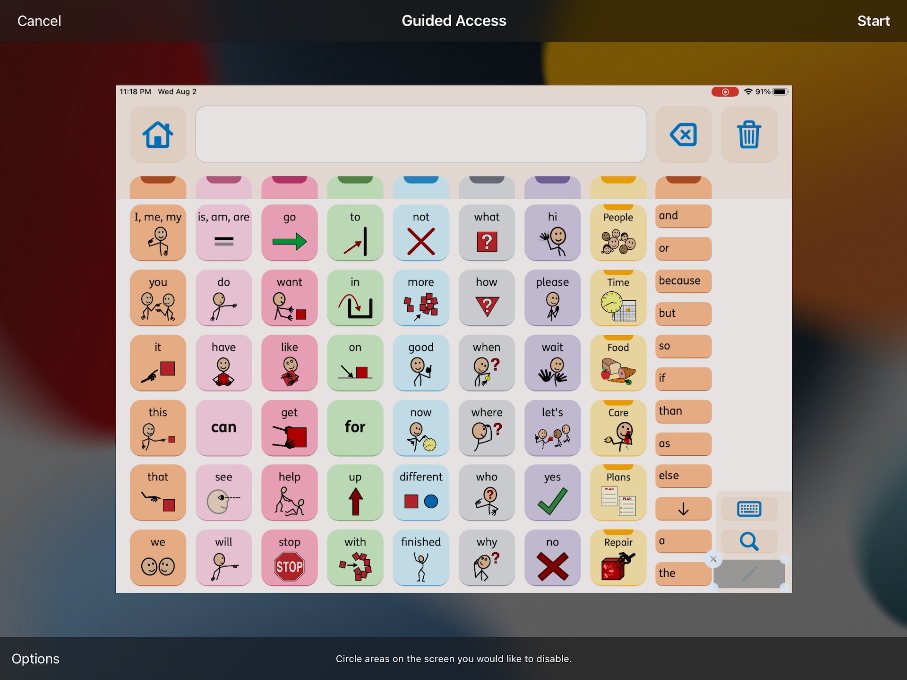 Cancel
Guided Access
Start
11:18 PM Wed Aug 2
91%
I, me, my
is, am, are
go
to
not
what
hi
People
and
or
you
do
want
in
more
how
please
Time
because
but
it
have
like
on
good
when
wait
Food
so
if
this
can
get
for
now
where
let's
Care
than
as
that
see
help
up
different
who
yes
Plans
PLAN
PLAN
else
we
will
stop
STOP
with
finished
why
no
Repair
a
the
Options
Circle areas on the screen you would like to disable.